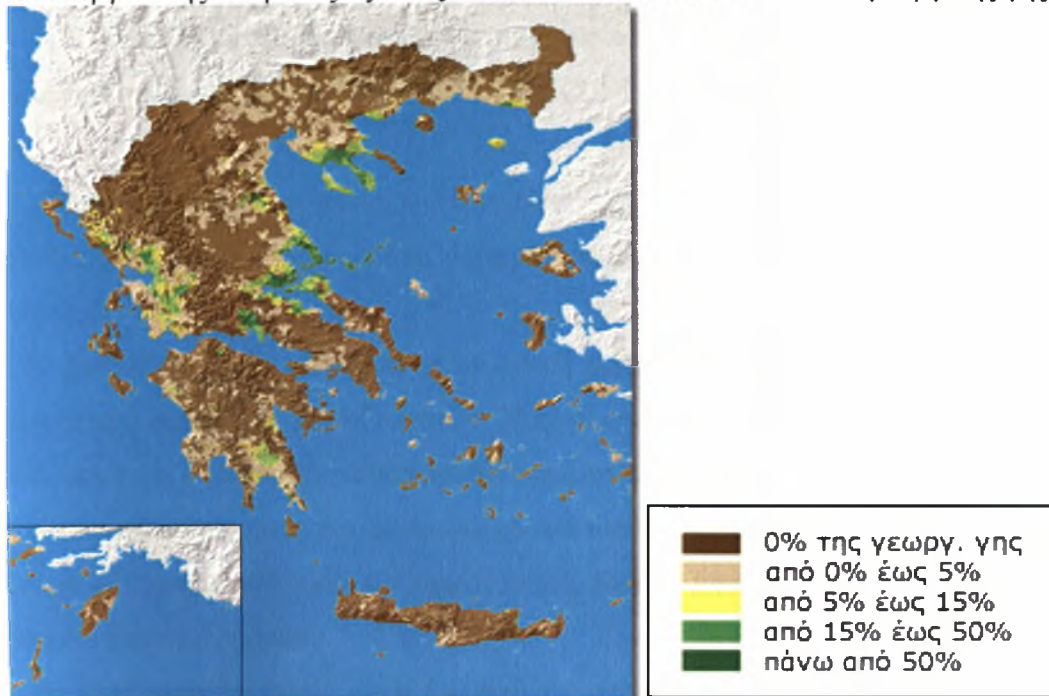 0% της γεωργ. γης
από 0% έως 5%
από 5% έως 15%
από 15% έως 50%
πάνω από 50%